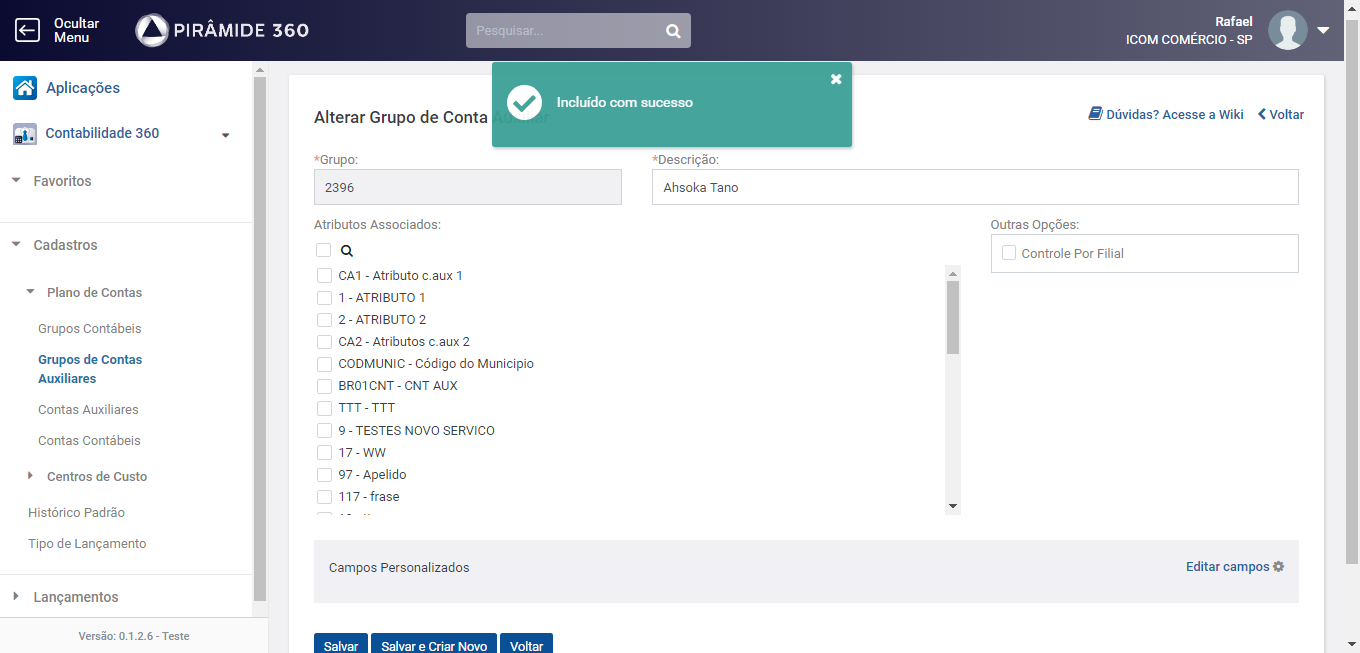 Ocultar
Menu
PIRÂMIDE 360
Pesquisar...
Rafael
ICOM COMÉRCIO - SP
Aplicações
Contabilidade 360
Favoritos
Cadastros
Plano de Contas
Grupos Contábeis
Grupos de Contas
Auxiliares
Contas Auxiliares
Contas Contábeis
Centros de Custo
Histórico Padrão
Tipo de Lançamento
Lançamentos
Versão: 0.1.2.6 - Teste
Incluído com sucesso
Alterar Grupo de Conta Auxiliar
Dúvidas? Acesse a Wiki
Voltar
*Grupo:
*Descrição:
2396
Ahsoka Tano
Atributos Associados:
Outras Opções:
Controle Por Filial
CA1 - Atributo c.aux 1
1 - ATRIBUTO 1
2 - ATRIBUTO 2
CA2 - Atributos c.aux 2
CODMUNIC - Código do Municipio
BR01CNT - CNT AUX
TTT - TTT
9 - TESTES NOVO SERVICO
17 - WW
97 - Apelido
117 - frase
Campos Personalizados
Editar campos
Salvar
Salvar e Criar Novo
Voltar